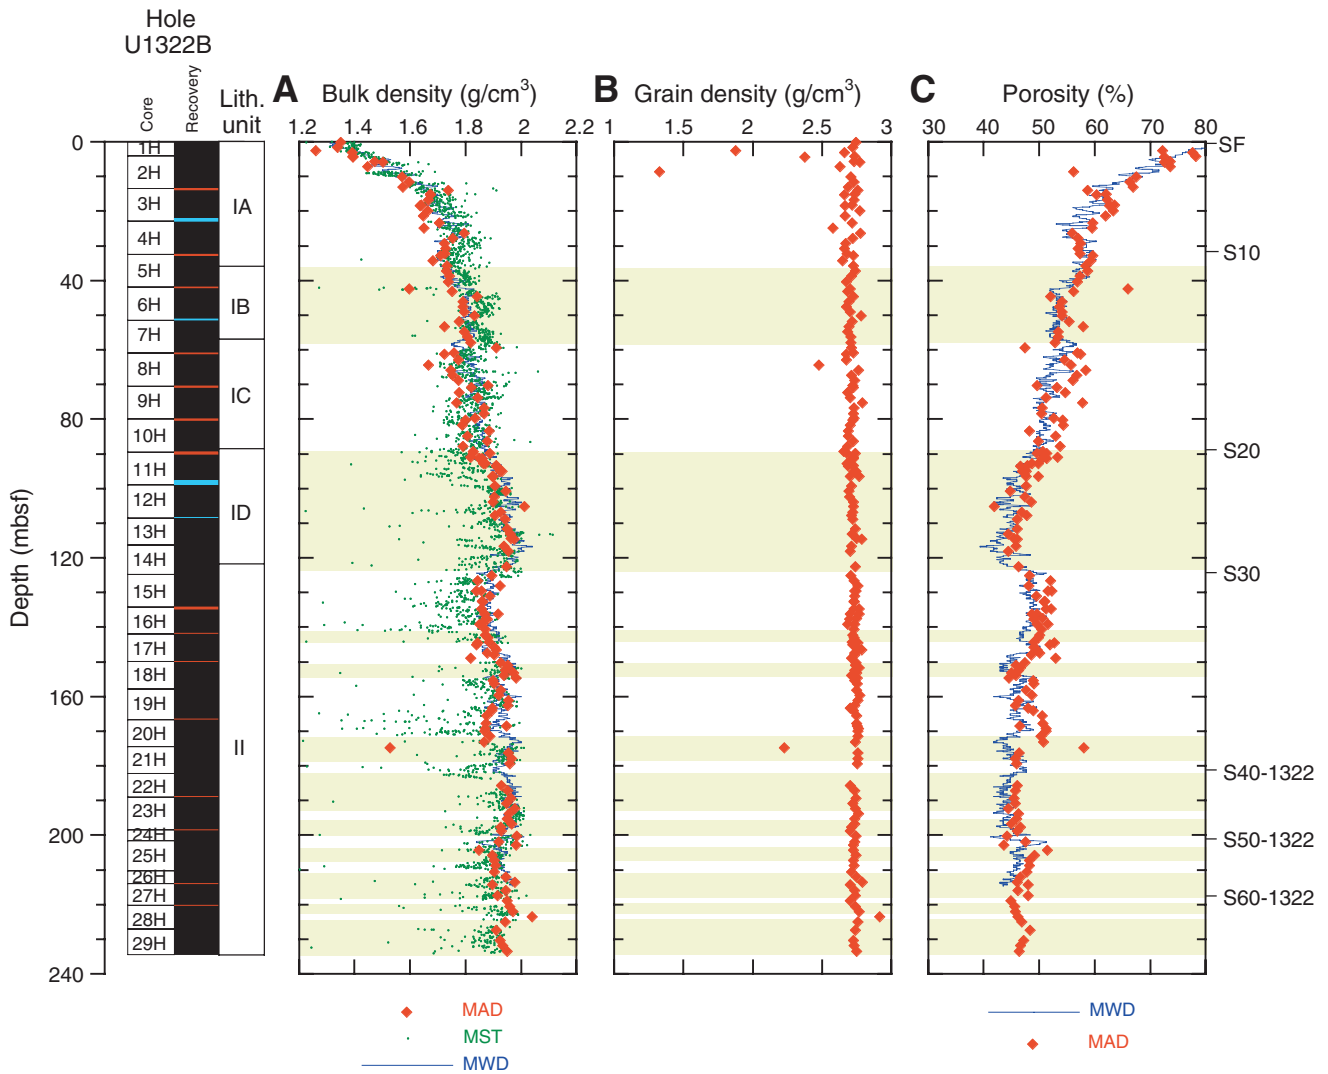 Hole
U1322B
Core
Recovery
Lith.
unit
A
Bulk density (g/cm3)
B
Grain density (g/cm3)
C
Porosity (%)
1.2 1.4 1.6 1.8 2 2.2
1 1.5 2 2.5 3
30 40 50 60 70 80
Depth (mbsf)
0
40
80
120
160
200
240
1H
2H
3H
4H
5H
6H
7H
8H
9H
10H
11H
12H
13H
14H
15H
16H
17H
18H
19H
20H
21H
22H
23H
24H
25H
26H
27H
28H
29H
IA
IB
IC
ID
II
SF
S10
S20
S30
S40-1322
S50-1322
S60-1322
MAD
MST
MWD
MWD
MAD